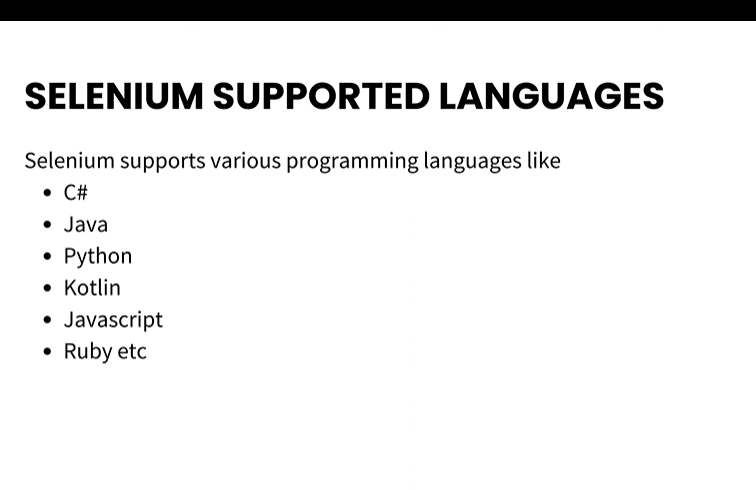 SELENIUM SUPPORTED LANGUAGES
Selenium supports various programming languages like
• C#
• Java
• Python
• Kotlin
• Javascript
• Ruby etc